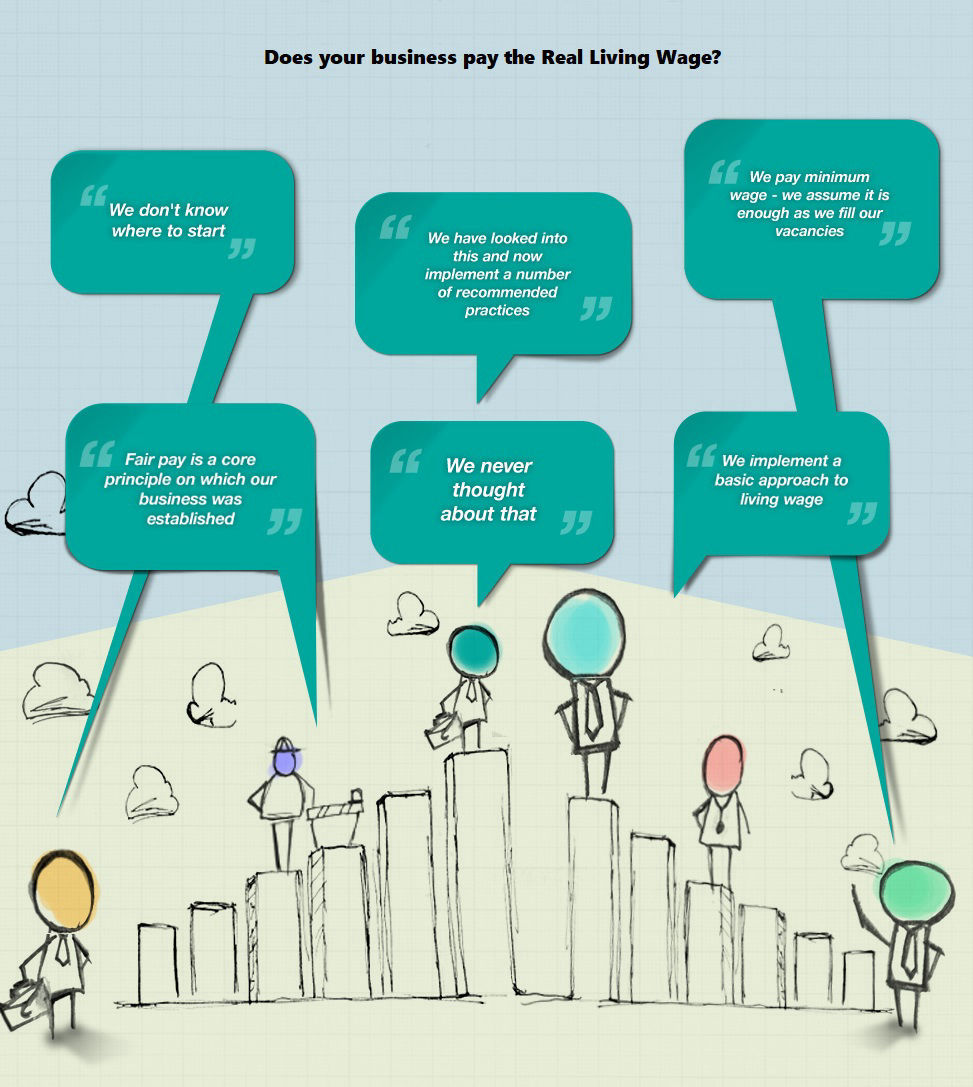 Does your business pay the Real Living Wage?
We don't know
where to start
We have looked into
this and now
implement a number
of recommended
practices
We pay minimum
wage - we assume it is
enough as we fill our
vacancies
Fair pay is a core
principle on which our
business was
established
We never
thought
about that
We implement a
basic approach to
living wage